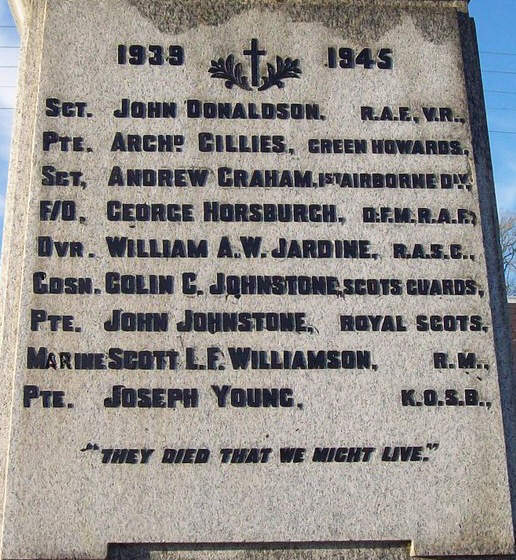 1939 1945
SGT. JOHN DONALDSON. R.A.F., V.R.,
PTE. ARCHD GILLIES, GREEN HOWARDS,
SGT, ANDREW GRAHAM, 1ST AIRBORNE DIV,
F/O, GEORGE HORSBURGH, D.F.M.R.A.F.,
DVR. WILLIAM A.W. JARDINE, R.A.S.C.,
GDSN. COLIN C. JOHNSTONE, SCOTS GUARDS,
PTE. JOHN JOHNSTONE, ROYAL SCOTS,
MARINE SCOTT L.F. WILLIAMSON, R.M.,
PTE. JOSEPH YOUNG, K.O.S.B.,
"THEY DIED THAT WE MIGHT LIVE."